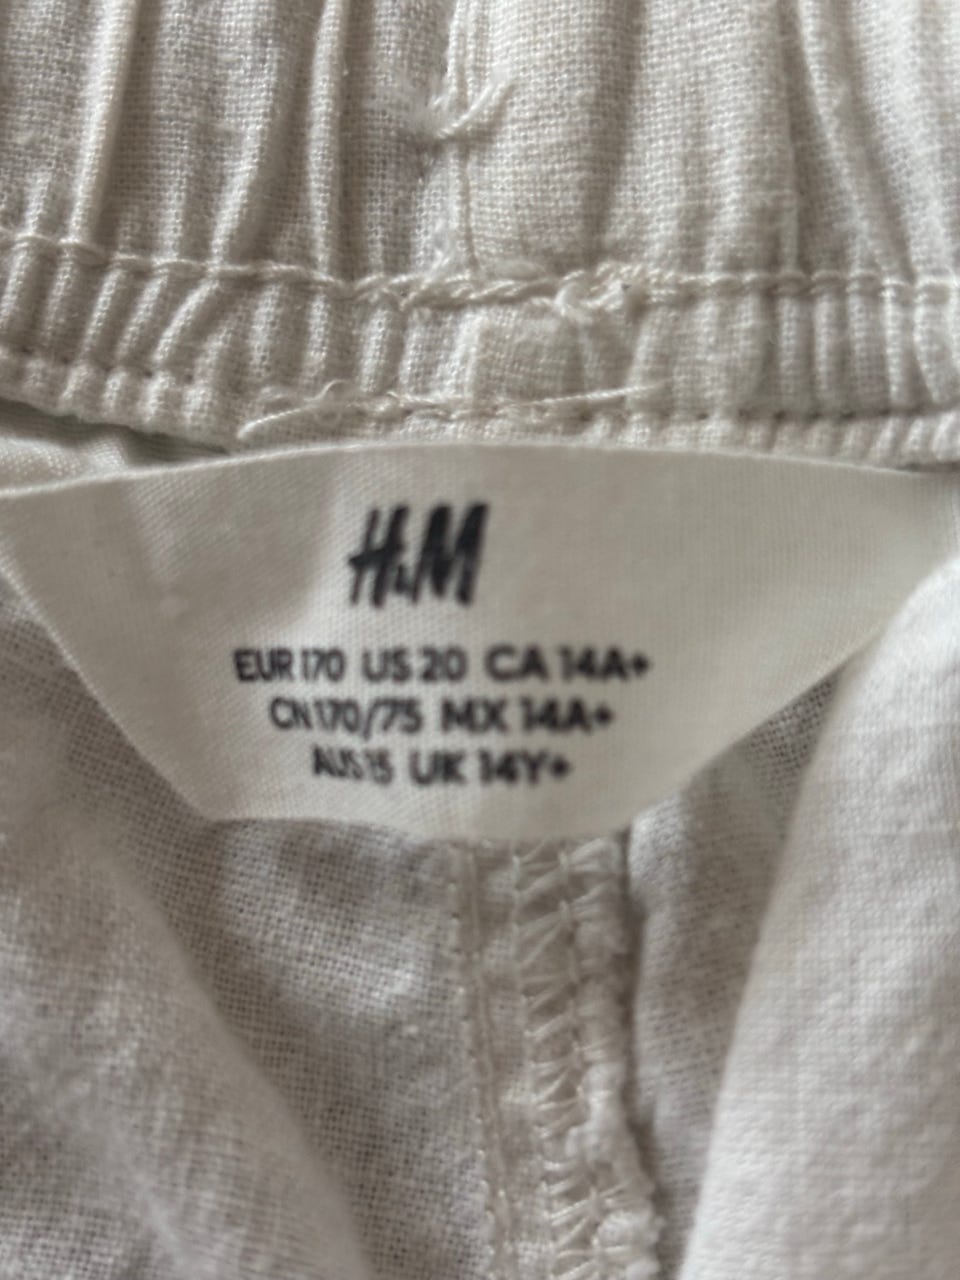 H&M
EUR 170 US 20 CA 14A+
CN 170/75 MX 14A+
AUS 15 UK 14Y+